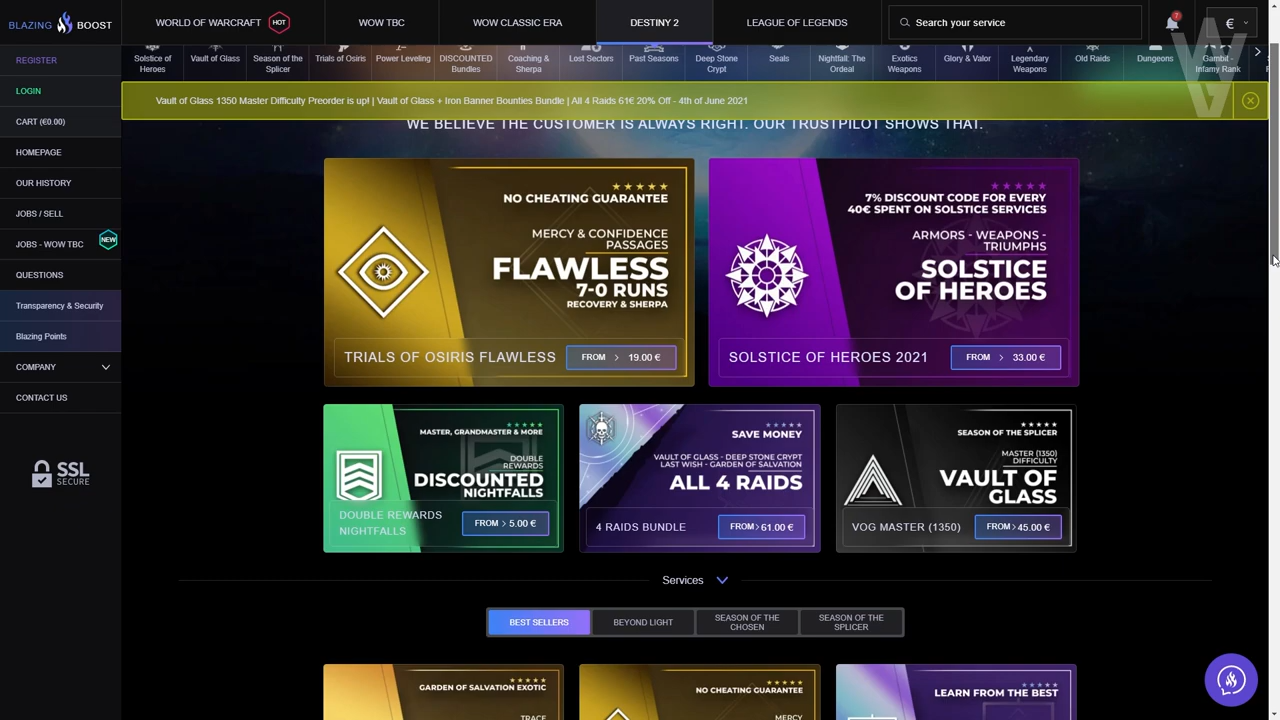 BLAZING BOOST
WORLD OF WARCRAFT HOT
WOW TBC
WOW CLASSIC ERA
DESTINY 2
LEAGUE OF LEGENDS
Search your service
7
€
REGISTER
LOGIN
CART (€0.00)
HOMEPAGE
OUR HISTORY
JOBS / SELL
JOBS - WOW TBC NEW
QUESTIONS
Transparency & Security
Blazing Points
COMPANY
CONTACT US
SSL
SECURE
Solstice of
Heroes
Vault of Glass
Season of the
Splicer
Trials of Osiris
Power Leveling
DISCOUNTED
Bundles
Coaching &
Sherpa
Lost Sectors
Past Seasons
Deep Stone
Crypt
Seals
Nightfall: The
Ordeal
Exotics
Weapons
Glory & Valor
Legendary
Weapons
Old Raids
Dungeons
Gambit -
Infamy Rank
WG
Vault of Glass 1350 Master Difficulty Preorder is up! | Vault of Glass + Iron Banner Bounties Bundle | All 4 Raids 61€ 20% Off - 4th of June 2021
WE BELIEVE THE CUSTOMER IS ALWAYS RIGHT. OUR TRUSTPILOT SHOWS THAT.
NO CHEATING GUARANTEE
MERCY & CONFIDENCE
PASSAGES
FLAWLESS
7-0 RUNS
RECOVERY & SHERPA
TRIALS OF OSIRIS FLAWLESS
FROM > 19.00 €
7% DISCOUNT CODE FOR EVERY
40€ SPENT ON SOLSTICE SERVICES
ARMORS - WEAPONS -
TRIUMPHS
SOLSTICE
OF HEROES
SOLSTICE OF HEROES 2021
FROM > 33.00 €
MASTER, GRANDMASTER & MORE
DOUBLE
REWARDS
DISCOUNTED
NIGHTFALLS
DOUBLE REWARDS
NIGHTFALLS
FROM > 5.00 €
SAVE MONEY
VAULT OF GLASS - DEEP STONE CRYPT
LAST WISH - GARDEN OF SALVATION
ALL 4 RAIDS
4 RAIDS BUNDLE
FROM > 61.00 €
SEASON OF THE SPLICER
MASTER (1350)
DIFFICULTY
VAULT OF
GLASS
VOG MASTER (1350)
FROM > 45.00 €
Services
BEST SELLERS
BEYOND LIGHT
SEASON OF THE
CHOSEN
SEASON OF THE
SPLICER
GARDEN OF SALVATION EXOTIC
TRACE
NO CHEATING GUARANTEE
MERCY
LEARN FROM THE BEST